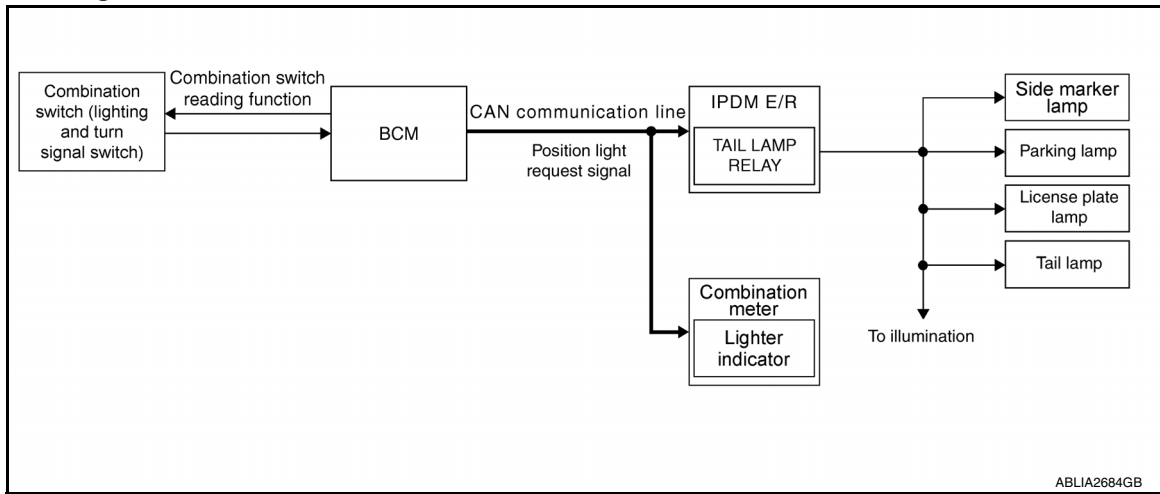 Combination
switch (lighting
and turn
signal switch)
Combination switch
reading function
BCM
CAN communication line
Position light
request signal
IPDM E/R
TAIL LAMP
RELAY
Combination
meter
Lighter
indicator
Side marker
lamp
Parking lamp
License plate
lamp
Tail lamp
To illumination
ABLIA2684GB